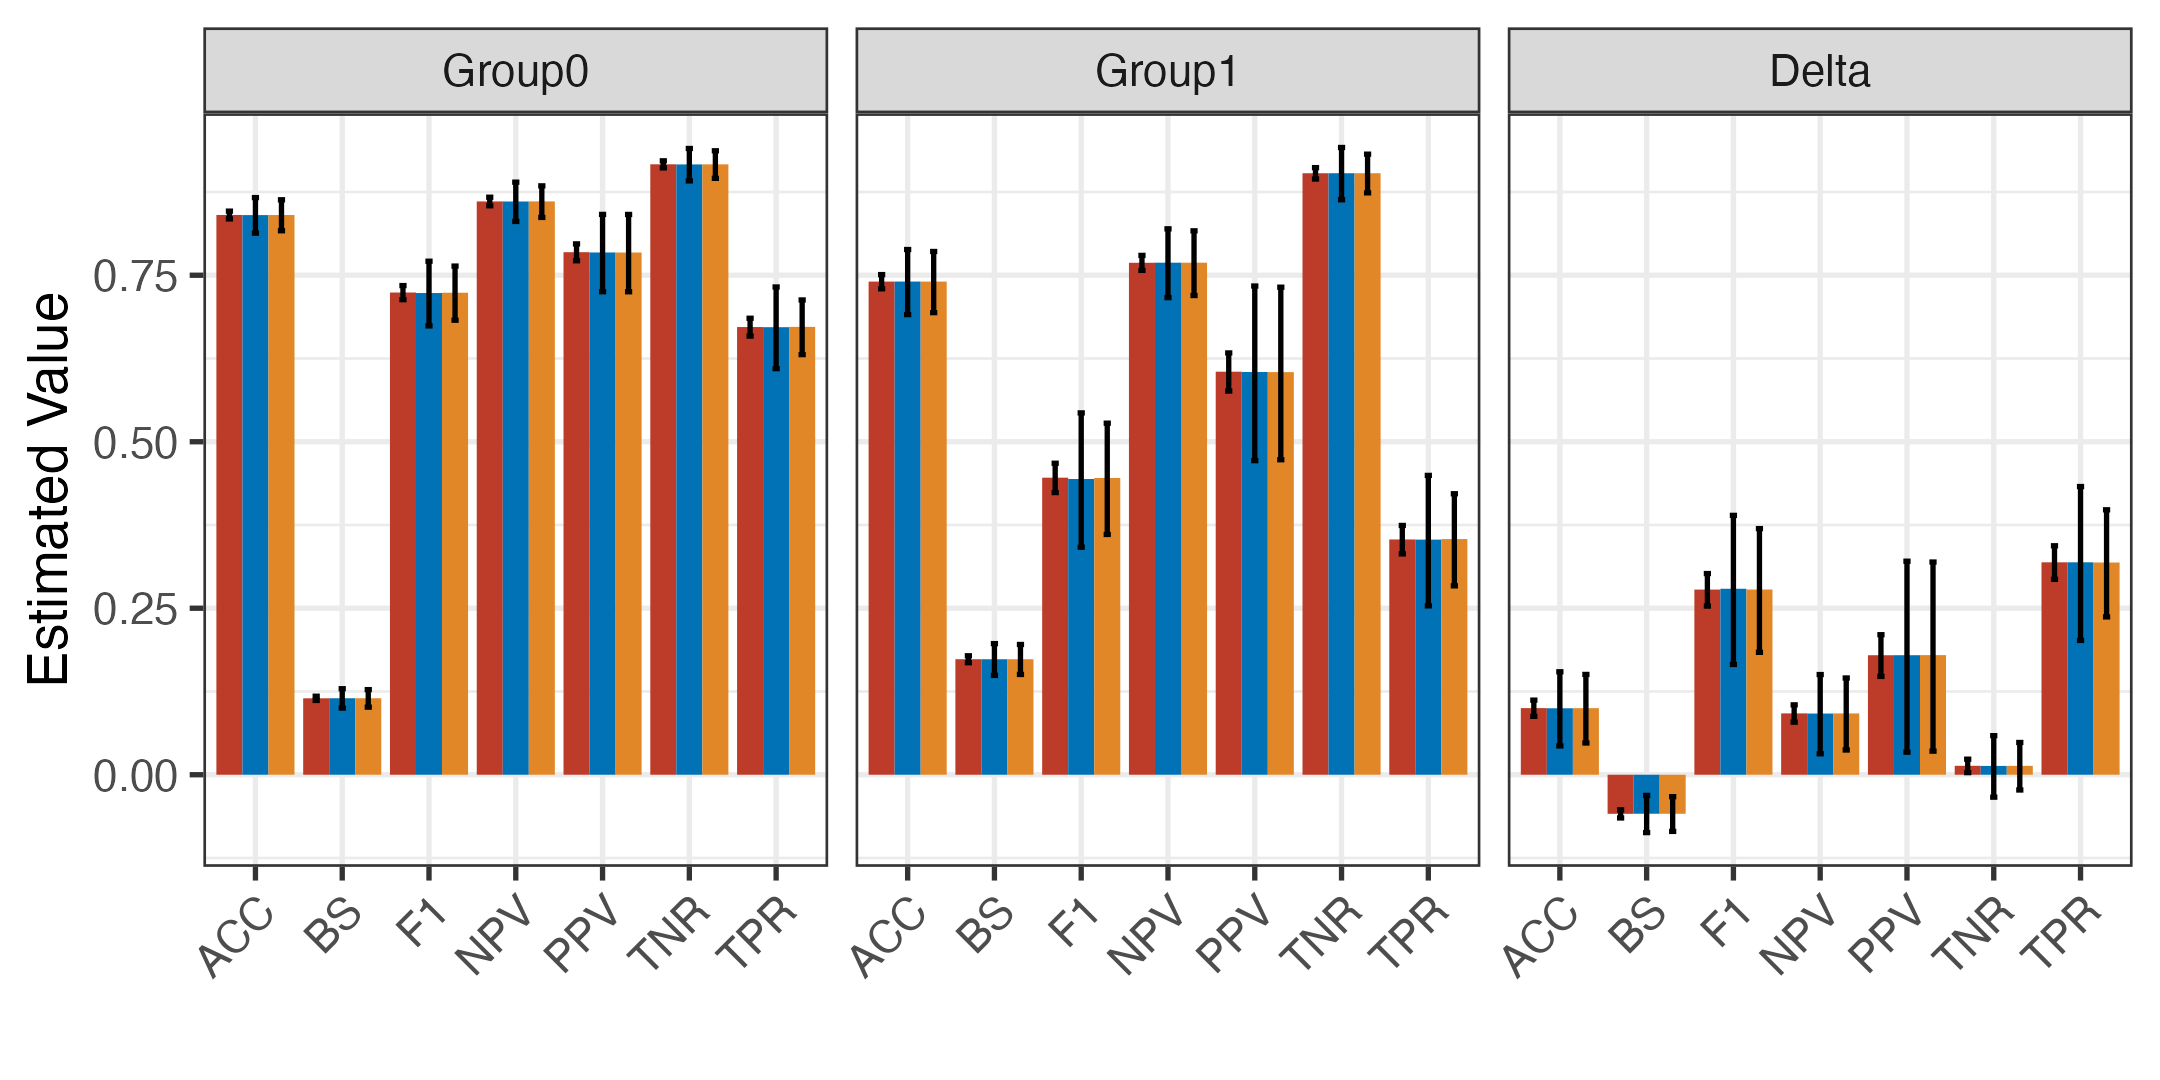 Group0
Group1
Delta
Estimated Value
0.75
0.50
0.25
0.00
ACC
BS
F1
NPV
PPV
TNR
TPR
ACC
BS
F1
NPV
PPV
TNR
TPR
ACC
BS
F1
NPV
PPV
TNR
TPR